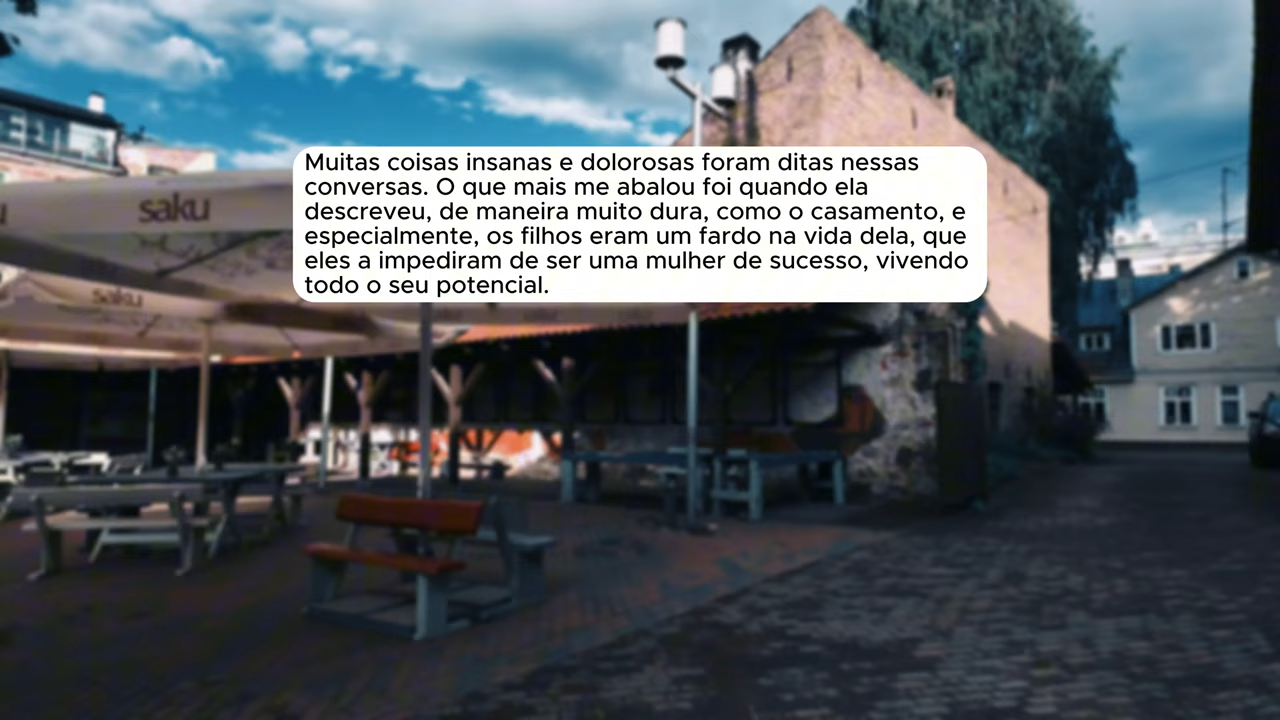 Muitas coisas insanas e dolorosas foram ditas nessas
conversas. O que mais me abalou foi quando ela
descreveu, de maneira muito dura, como o casamento, e
especialmente, os filhos eram um fardo na vida dela, que
eles a impediram de ser uma mulher de sucesso, vivendo
todo o seu potencial.
saku
saku